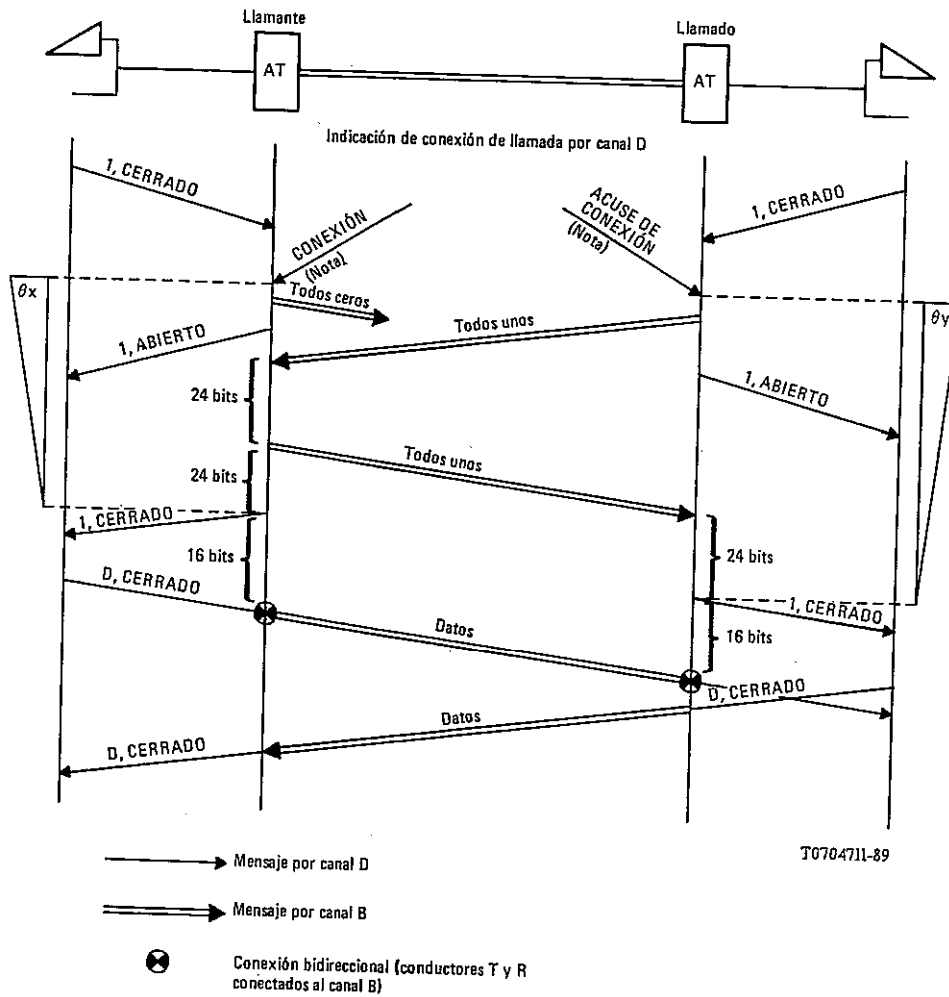 Llamante
Llamado
AT
AT
Indicación de conexión de llamada por canal D
1, CERRADO
1, CERRADO
CONEXIÓN
(Nota)
ACUSE DE
CONEXIÓN
(Nota)
θx
θy
Todos ceros
Todos unos
1, ABIERTO
1, ABIERTO
24 bits
Todos unos
24 bits
1, CERRADO
16 bits
24 bits
D, CERRADO
1, CERRADO
Datos
16 bits
D, CERRADO
Datos
D, CERRADO
T0704711-89
Mensaje por canal D
Mensaje por canal B
Conexión bidireccional (conductores T y R
conectados al canal B)